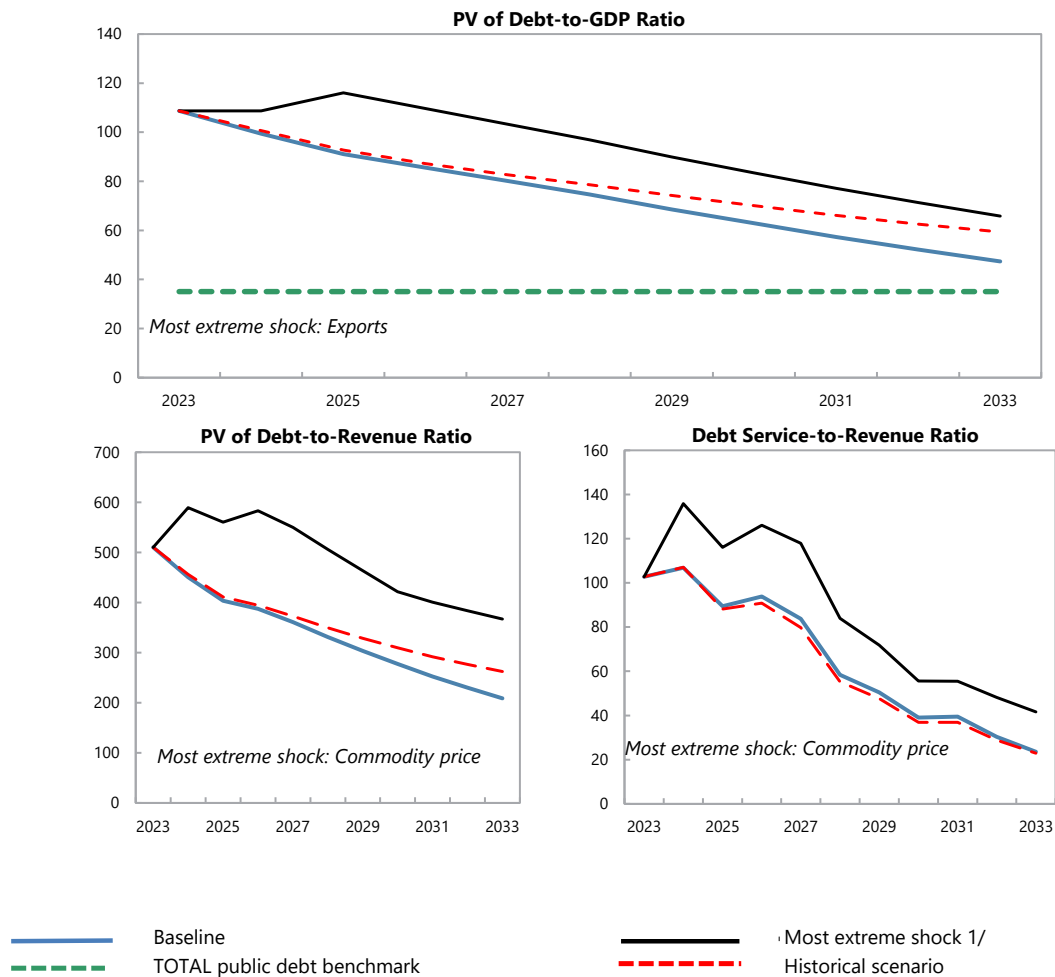 PV of Debt-to-GDP Ratio
140
120
100
80
60
40
20
0
Most extreme shock: Exports
2023 2025 2027 2029 2031 2033
PV of Debt-to-Revenue Ratio
700
600
500
400
300
200
100
0
Most extreme shock: Commodity price
2023 2025 2027 2029 2031 2033
Debt Service-to-Revenue Ratio
160
140
120
100
80
60
40
20
0
Most extreme shock: Commodity price
2023 2025 2027 2029 2031 2033
Baseline
Most extreme shock 1/
TOTAL public debt benchmark
Historical scenario